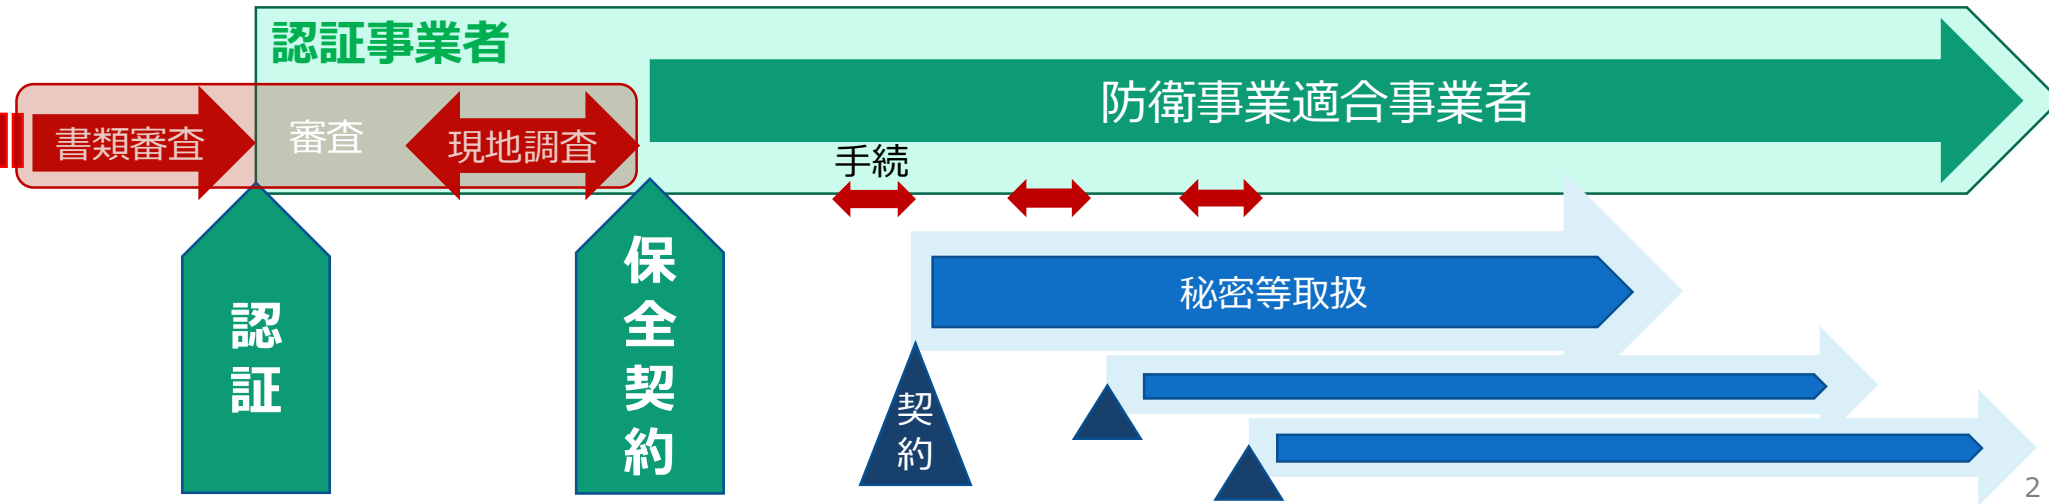 認証事業者
防衛事業適合事業者
書類審査
審査
現地調査
手続
認証
保全契約
秘密等取扱
契約
2